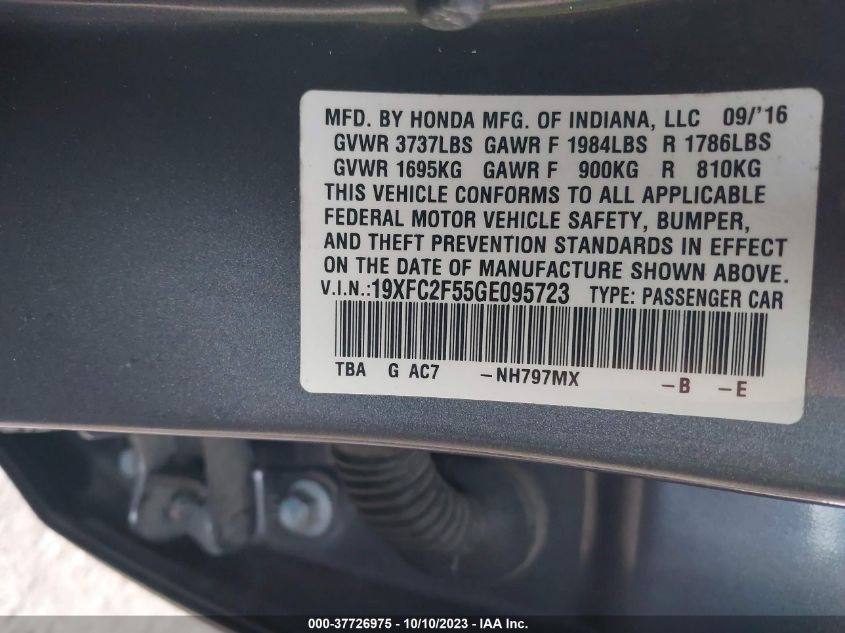 MFD. BY HONDA MFG. OF INDIANA, LLC 09/'16
GVWR 3737LBS GAWR F 1984LBS R 1786LBS
GVWR 1695KG GAWR F 900KG R 810KG
THIS VEHICLE CONFORMS TO ALL APPLICABLE
FEDERAL MOTOR VEHICLE SAFETY, BUMPER,
AND THEFT PREVENTION STANDARDS IN EFFECT
ON THE DATE OF MANUFACTURE SHOWN ABOVE.
V.I.N.:19XFC2F55GE095723 TYPE: PASSENGER CAR
TBA G AC7 -NH797MX -B -E
000-37726975 - 10/10/2023 - IAA Inc.